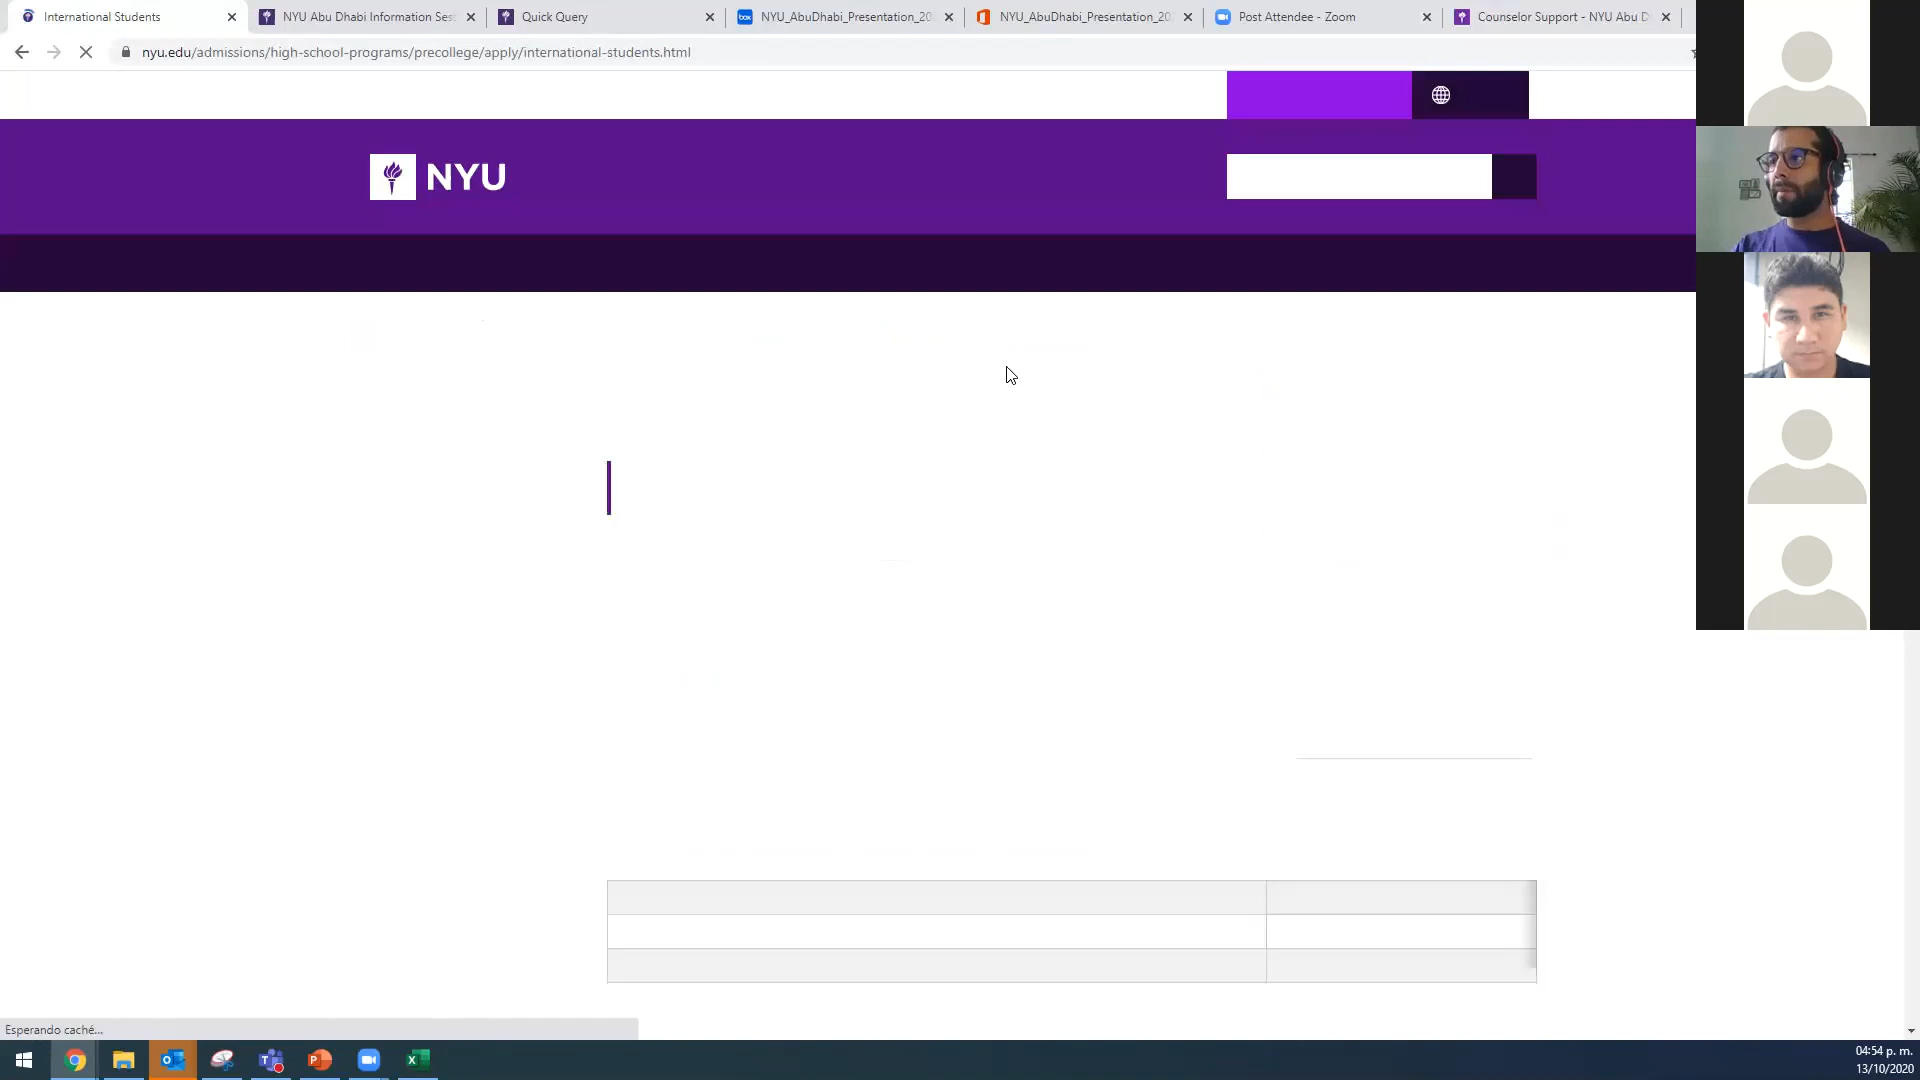 International Students
NYU Abu Dhabi Information Ses
Quick Query
NYU_AbuDhabi_Presentation_20
NYU_AbuDhabi_Presentation_20
Post Attendee - Zoom
Counselor Support - NYU Abu D
nyu.edu/admissions/high-school-programs/precollege/apply/international-students.html
NYU
Esperando caché...
04:54 p. m.
13/10/2020